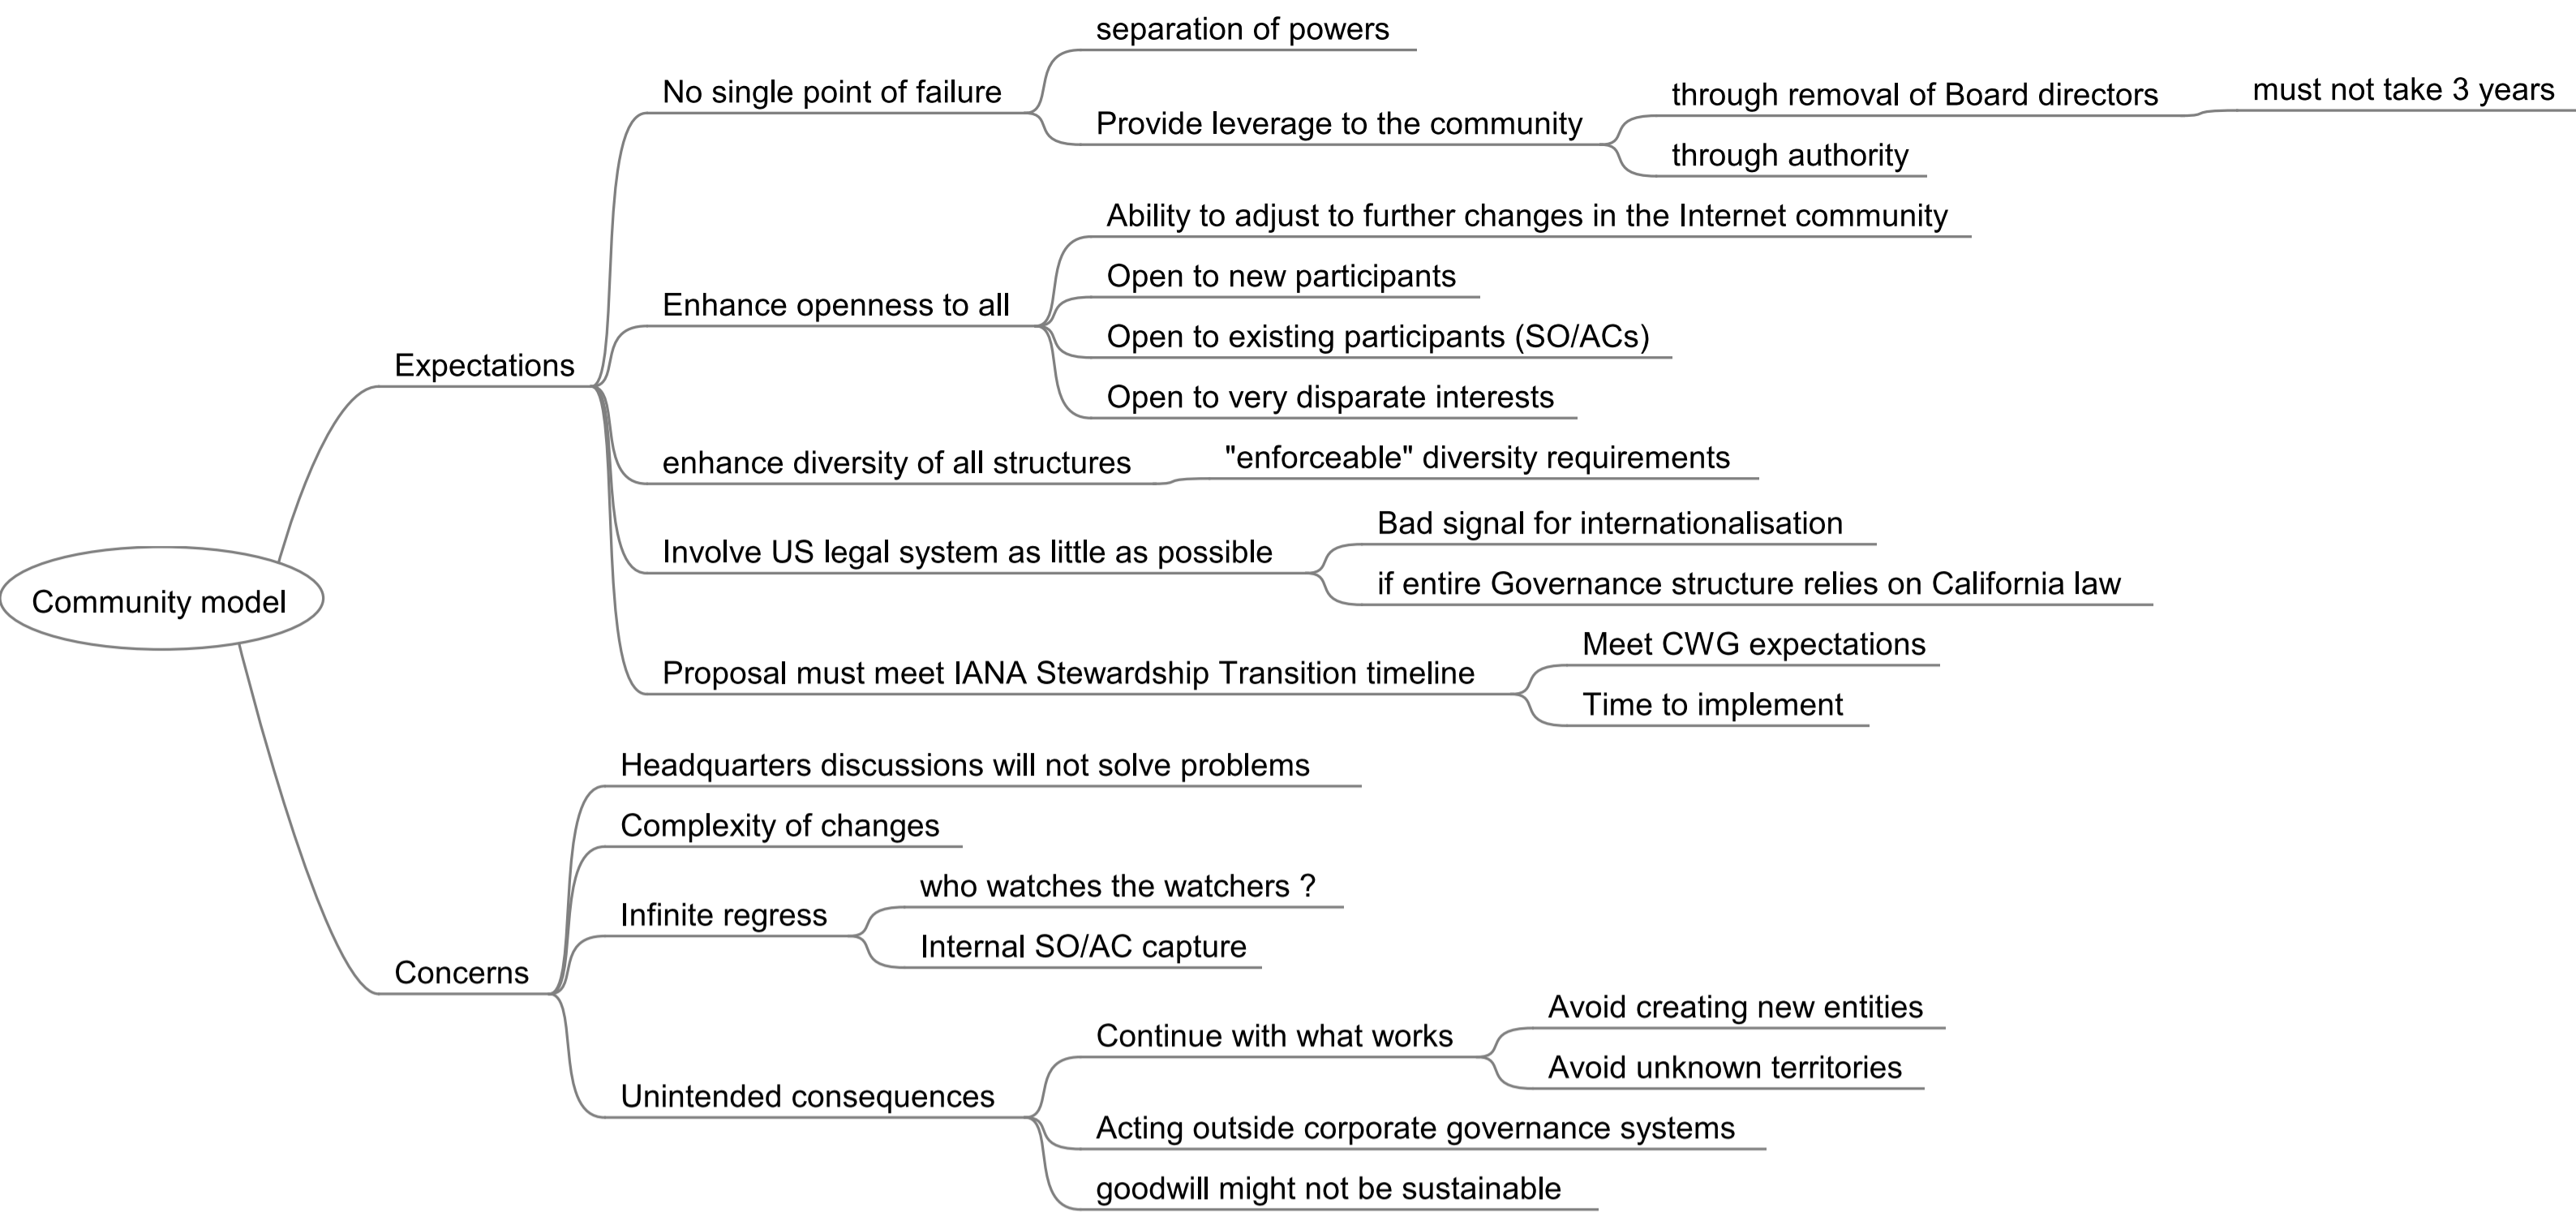 Community model
Expectations
No single point of failure
separation of powers
Provide leverage to the community
through removal of Board directors
must not take 3 years
through authority
Enhance openness to all
Ability to adjust to further changes in the Internet community
Open to new participants
Open to existing participants (SO/ACs)
Open to very disparate interests
enhance diversity of all structures
"enforceable" diversity requirements
Involve US legal system as little as possible
Bad signal for internationalisation
if entire Governance structure relies on California law
Proposal must meet IANA Stewardship Transition timeline
Meet CWG expectations
Time to implement
Concerns
Headquarters discussions will not solve problems
Complexity of changes
Infinite regress
who watches the watchers ?
Internal SO/AC capture
Unintended consequences
Continue with what works
Avoid creating new entities
Avoid unknown territories
Acting outside corporate governance systems
goodwill might not be sustainable